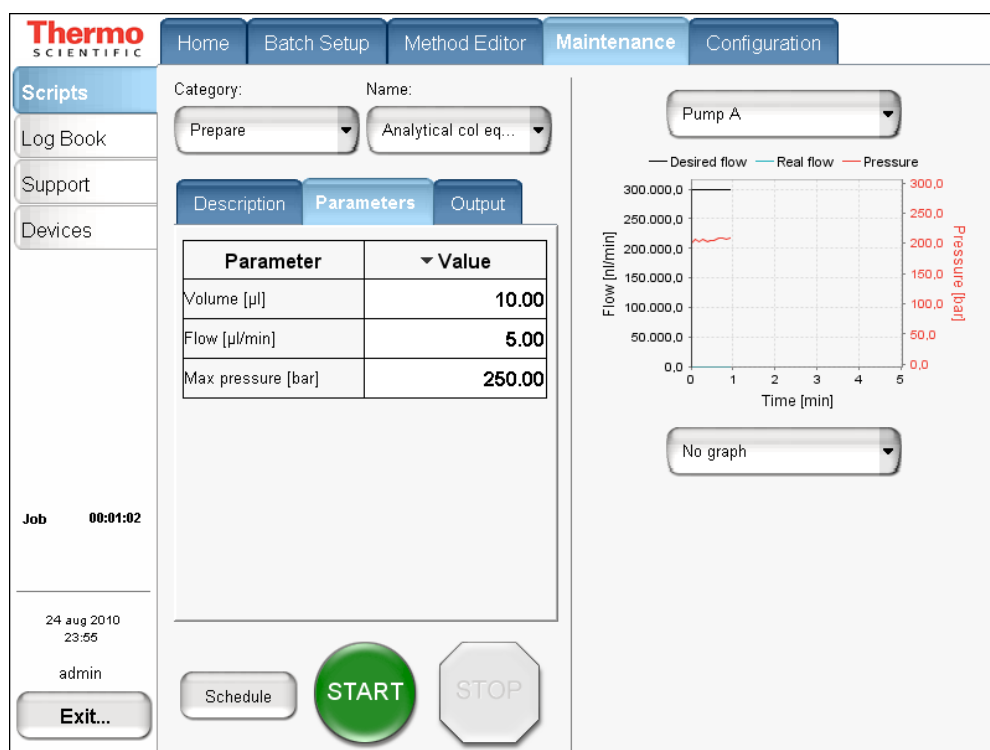 Thermo
SCIENTIFIC
Home
Batch Setup
Method Editor
Maintenance
Configuration
Scripts
Log Book
Support
Devices
Job 00:01:02
24 aug 2010
23:55
admin
Exit...
Category:
Name:
Prepare
Analytical col eq...
Description
Parameters
Output
Parameter Value
Volume [µl] 10.00
Flow [µl/min] 5.00
Max pressure [bar] 250.00
Schedule
START
STOP
Pump A
Desired flow Real flow Pressure
Flow [nl/min]
300.000,0
250.000,0
200.000,0
150.000,0
100.000,0
50.000,0
0,0
300,0
250,0
200,0
150,0
100,0
50,0
0,0
Pressure [bar]
0 1 2 3 4 5
Time [min]
No graph